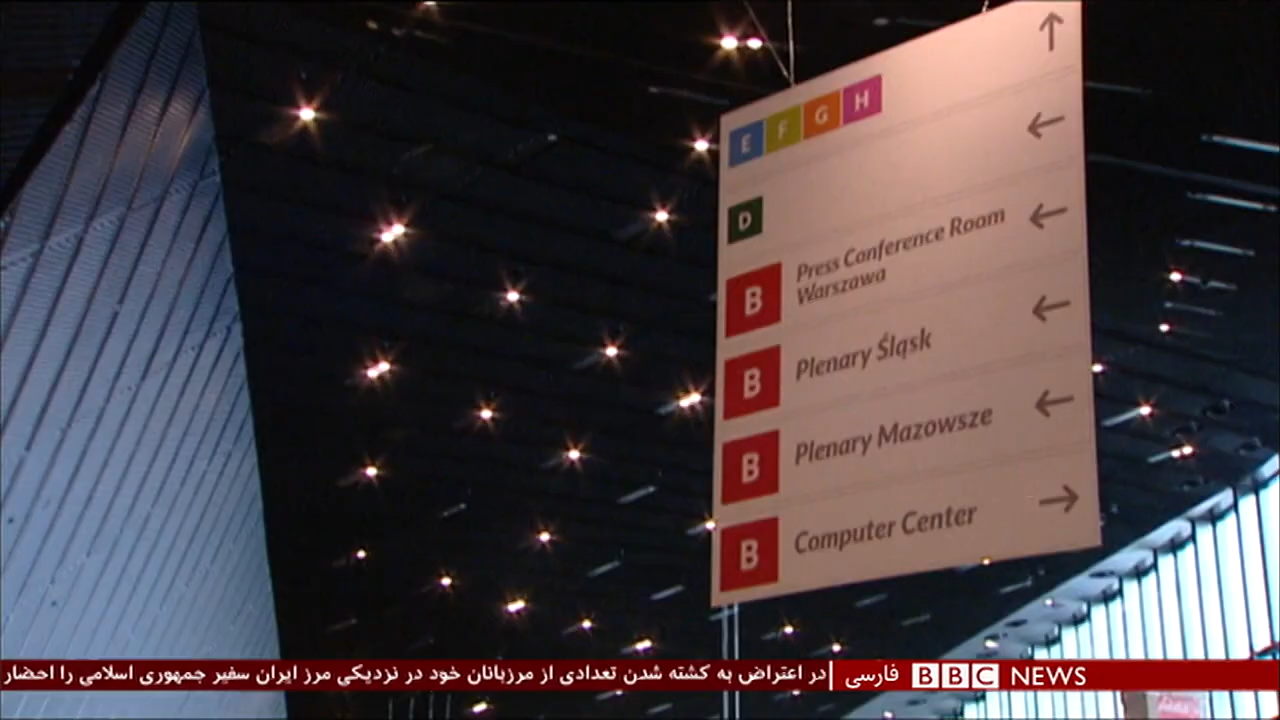 E F G H
D
B Press Conference Room
Warszawa
B Plenary Śląsk
B Plenary Mazowsze
B Computer Center
در اعتراض به کشته شدن تعدادی از مرزبانان خود در نزدیکی مرز ایران سفیر جمهوری اسلامی را احضار
BBC NEWS فارسی